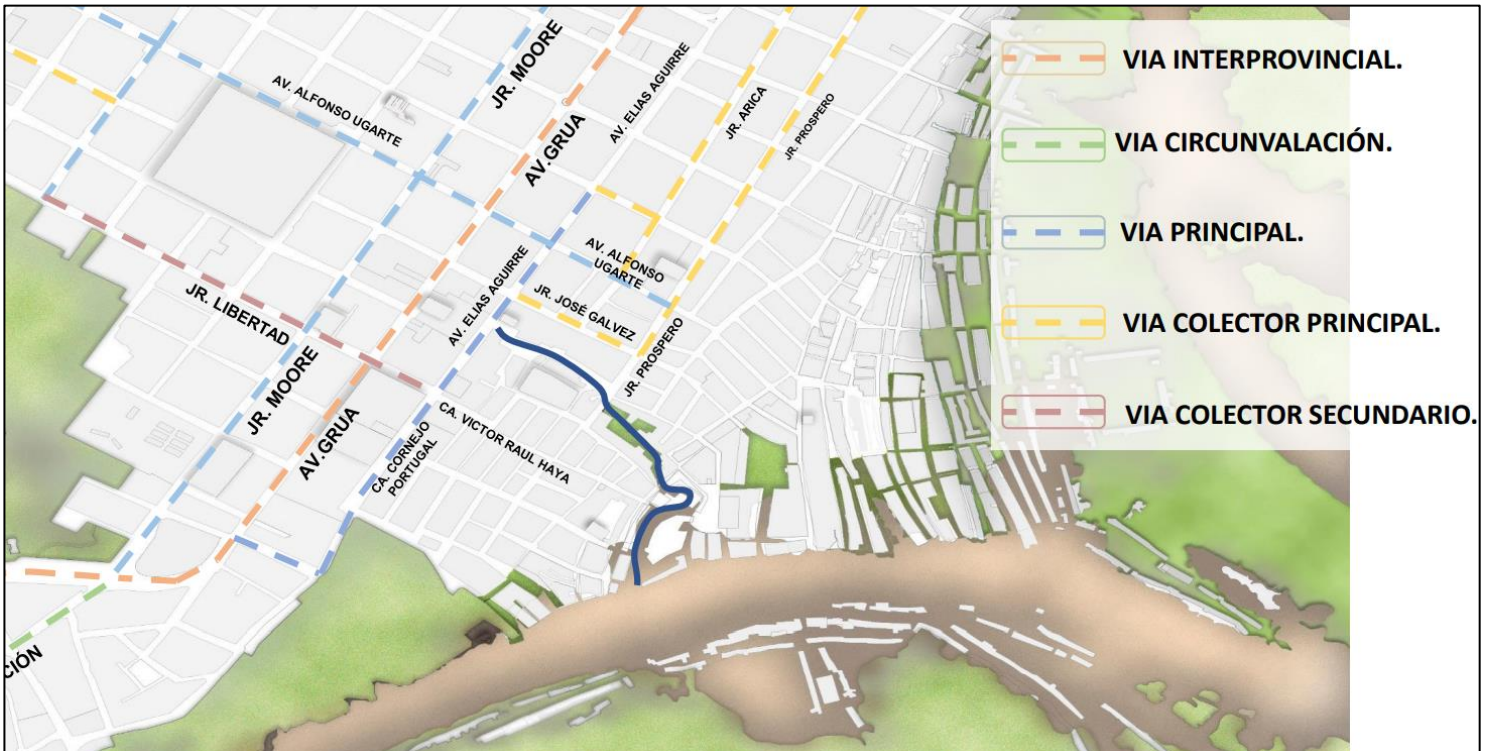 JR. MOORE
AV. GRUA
AV. ELIAS AGUIRRE
AV. ALFONSO UGARTE
JR. ARICA
JR. PROSPERO
AV. ELIAS AGUIRRE
AV. ALFONSO
UGARTE
JR. JOSÉ GALVEZ
JR. LIBERTAD
JR. PROSPERO
JR. MOORE
AV. GRUA
CA. VICTOR RAUL HAYA
CA. CORNEJO
PORTUGAL
CIÓN
VIA INTERPROVINCIAL.
VIA CIRCUNVALACIÓN.
VIA PRINCIPAL.
VIA COLECTOR PRINCIPAL.
VIA COLECTOR SECUNDARIO.